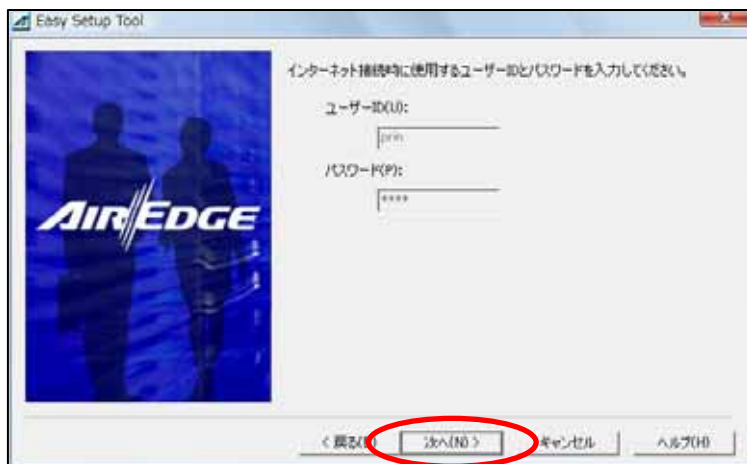 Easy Setup Tool
インターネット接続時に使用するユーザーIDとパスワードを入力してください。
ユーザーID(U):
prin
パスワード(P):
****
AIR EDGE
< 戻る(
次へ(N) >
キャンセル
ヘルプ(H)